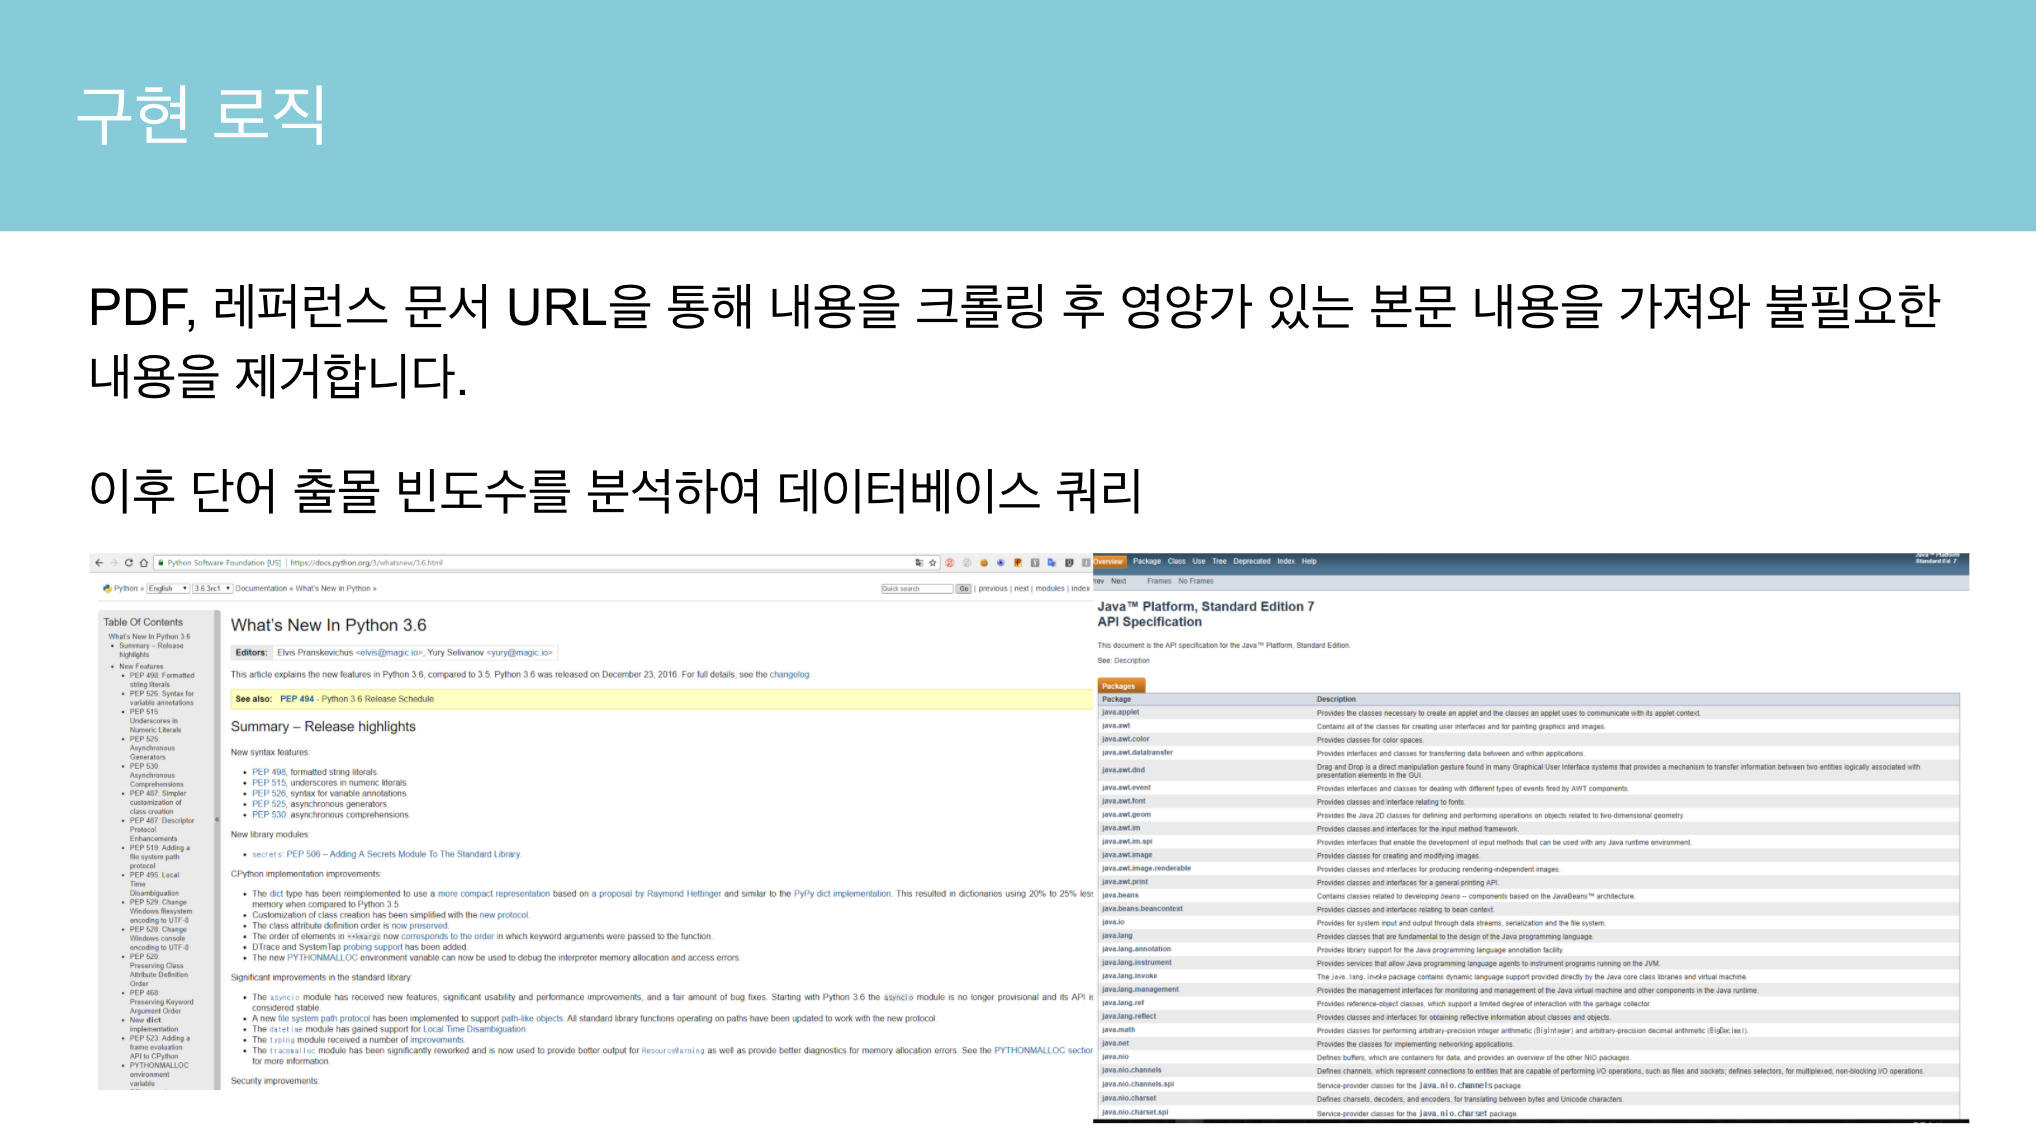 구현 로직
PDF, 레퍼런스 문서 URL을 통해 내용을 크롤링 후 영양가 있는 본문 내용을 가져와 불필요한
내용을 제거합니다.
이후 단어 출몰 빈도수를 분석하여 데이터베이스 쿼리
Python Software Foundation [US] | https://docs.python.org/3/whatsnew/3.6.html
Python » English 3.6.3rc1 Documentation » What's New in Python »
Quick search Go | previous | next | modules | index
Table Of Contents
What's New In Python 3.6
• Summary – Release
highlights
• New Features
• PEP 498: Formatted
string literals
• PEP 526: Syntax for
variable annotations
• PEP 515:
Underscores in
Numeric Literals
• PEP 525:
Asynchronous
Generators
• PEP 530:
Asynchronous
Comprehensions
• PEP 487: Simpler
customization of
class creation
• PEP 487: Descriptor
Protocol
Enhancements
• PEP 519: Adding a
file system path
protocol
• PEP 495: Local
Time
Disambiguation
• PEP 529: Change
Windows filesystem
encoding to UTF-8
• PEP 528: Change
Windows console
encoding to UTF-8
• PEP 520:
Preserving Class
Attribute Definition
Order
• PEP 468:
Preserving Keyword
Argument Order
• New dict
implementation
• PEP 523: Adding a
frame evaluation
API to CPython
• PYTHONMALLOC
environment
variable
What's New In Python 3.6
Editors: Elvis Pranskevichus <elvis@magic.io>, Yury Selivanov <yury@magic.io>
This article explains the new features in Python 3.6, compared to 3.5. Python 3.6 was released on December 23, 2016. For full details, see the changelog.
See also: PEP 494 - Python 3.6 Release Schedule
Summary – Release highlights
New syntax features:
• PEP 498, formatted string literals.
• PEP 515, underscores in numeric literals.
• PEP 526, syntax for variable annotations.
• PEP 525, asynchronous generators.
• PEP 530: asynchronous comprehensions.
New library modules:
• secrets: PEP 506 – Adding A Secrets Module To The Standard Library.
CPython implementation improvements:
• The dict type has been reimplemented to use a more compact representation based on a proposal by Raymond Hettinger and similar to the PyPy dict implementation. This resulted in dictionaries using 20% to 25% less
memory when compared to Python 3.5.
• Customization of class creation has been simplified with the new protocol.
• The class attribute definition order is now preserved.
• The order of elements in **kwargs now corresponds to the order in which keyword arguments were passed to the function.
• DTrace and SystemTap probing support has been added.
• The new PYTHONMALLOC environment variable can now be used to debug the interpreter memory allocation and access errors.
Significant improvements in the standard library:
• The asyncio module has received new features, significant usability and performance improvements, and a fair amount of bug fixes. Starting with Python 3.6 the asyncio module is no longer provisional and its API is
considered stable.
• A new file system path protocol has been implemented to support path-like objects. All standard library functions operating on paths have been updated to work with the new protocol.
• The datetime module has gained support for Local Time Disambiguation.
• The typing module received a number of improvements.
• The tracemalloc module has been significantly reworked and is now used to provide better output for ResourceWarning as well as provide better diagnostics for memory allocation errors. See the PYTHONMALLOC section
for more information.
Security improvements:
Overview Package Class Use Tree Deprecated Index Help
Java™ Platform
Standard Ed. 7
Prev Next Frames No Frames
Java™ Platform, Standard Edition 7
API Specification
This document is the API specification for the Java™ Platform, Standard Edition.
See: Description
Packages
Package Description
java.applet Provides the classes necessary to create an applet and the classes an applet uses to communicate with its applet context.
java.awt Contains all of the classes for creating user interfaces and for painting graphics and images.
java.awt.color Provides classes for color spaces.
java.awt.datatransfer Provides interfaces and classes for transferring data between and within applications.
java.awt.dnd Drag and Drop is a direct manipulation gesture found in many Graphical User Interface systems that provides a mechanism to transfer information between two entities logically associated with
presentation elements in the GUI.
java.awt.event Provides interfaces and classes for dealing with different types of events fired by AWT components.
java.awt.font Provides classes and interface relating to fonts.
java.awt.geom Provides the Java 2D classes for defining and performing operations on objects related to two-dimensional geometry.
java.awt.im Provides classes and interfaces for the input method framework.
java.awt.im.spi Provides interfaces that enable the development of input methods that can be used with any Java runtime environment.
java.awt.image Provides classes for creating and modifying images.
java.awt.image.renderable Provides classes and interfaces for producing rendering-independent images.
java.awt.print Provides classes and interfaces for a general printing API.
java.beans Contains classes related to developing beans -- components based on the JavaBeans™ architecture.
java.beans.beancontext Provides classes and interfaces relating to bean context.
java.io Provides for system input and output through data streams, serialization and the file system.
java.lang Provides classes that are fundamental to the design of the Java programming language.
java.lang.annotation Provides library support for the Java programming language annotation facility.
java.lang.instrument Provides services that allow Java programming language agents to instrument programs running on the JVM.
java.lang.invoke The java.lang.invoke package contains dynamic language support provided directly by the Java core class libraries and virtual machine.
java.lang.management Provides the management interfaces for monitoring and management of the Java virtual machine and other components in the Java runtime.
java.lang.ref Provides reference-object classes, which support a limited degree of interaction with the garbage collector.
java.lang.reflect Provides classes and interfaces for obtaining reflective information about classes and objects.
java.math Provides classes for performing arbitrary-precision integer arithmetic (BigInteger) and arbitrary-precision decimal arithmetic (BigDecimal).
java.net Provides the classes for implementing networking applications.
java.nio Defines buffers, which are containers for data, and provides an overview of the other NIO packages.
java.nio.channels Defines channels, which represent connections to entities that are capable of performing I/O operations, such as files and sockets; defines selectors, for multiplexed, non-blocking I/O operations.
java.nio.channels.spi Service-provider classes for the java.nio.channels package.
java.nio.charset Defines charsets, decoders, and encoders, for translating between bytes and Unicode characters.
java.nio.charset.spi Service-provider classes for the java.nio.charset package.